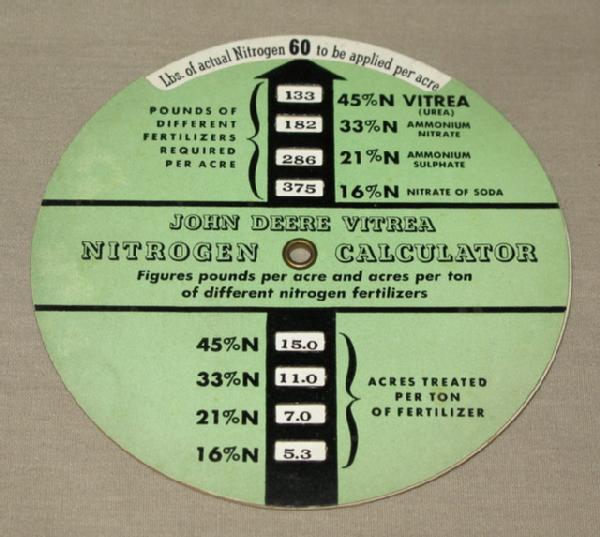 Lbs. of actual Nitrogen 60 to be applied per acre
POUNDS OF
DIFFERENT
FERTILIZERS
REQUIRED
PER ACRE
133 45%N VITREA
(UREA)
182 33%N AMMONIUM
NITRATE
286 21%N AMMONIUM
SULPHATE
375 16%N NITRATE OF SODA
JOHN DEERE VITREA
NITROGEN CALCULATOR
Figures pounds per acre and acres per ton
of different nitrogen fertilizers
45%N 15.0
33%N 11.0
21%N 7.0
16%N 5.3
ACRES TREATED
PER TON
OF FERTILIZER